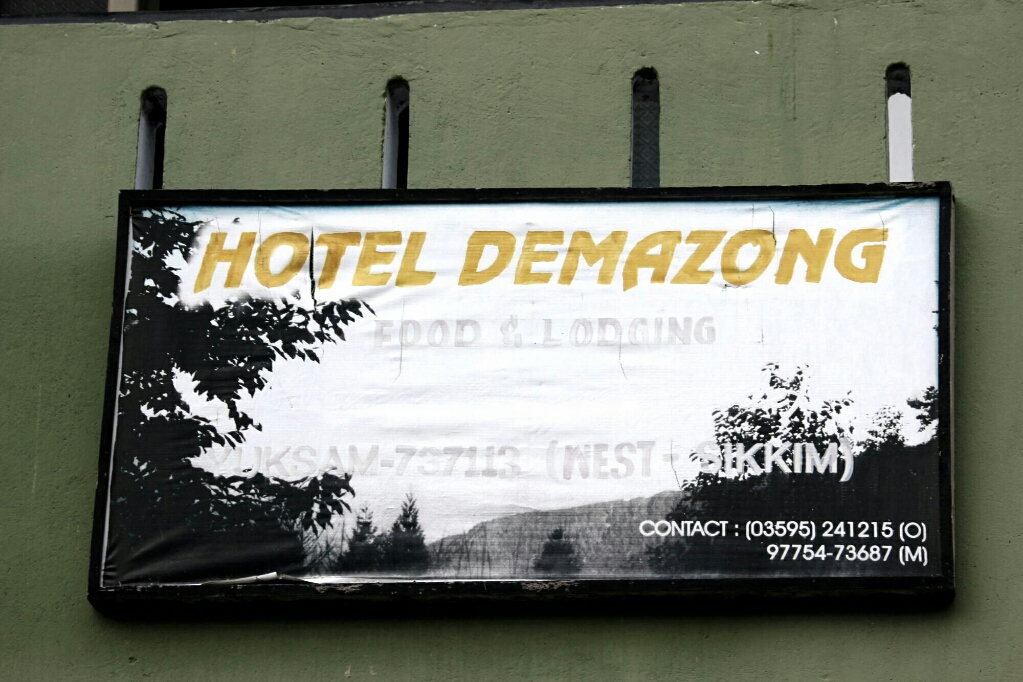 HOTEL DEMAZONG
FOOD & LODGING
YUKSAM-737113 (WEST - SIKKIM)
CONTACT : (03595) 241215 (O)
97754-73687 (M)